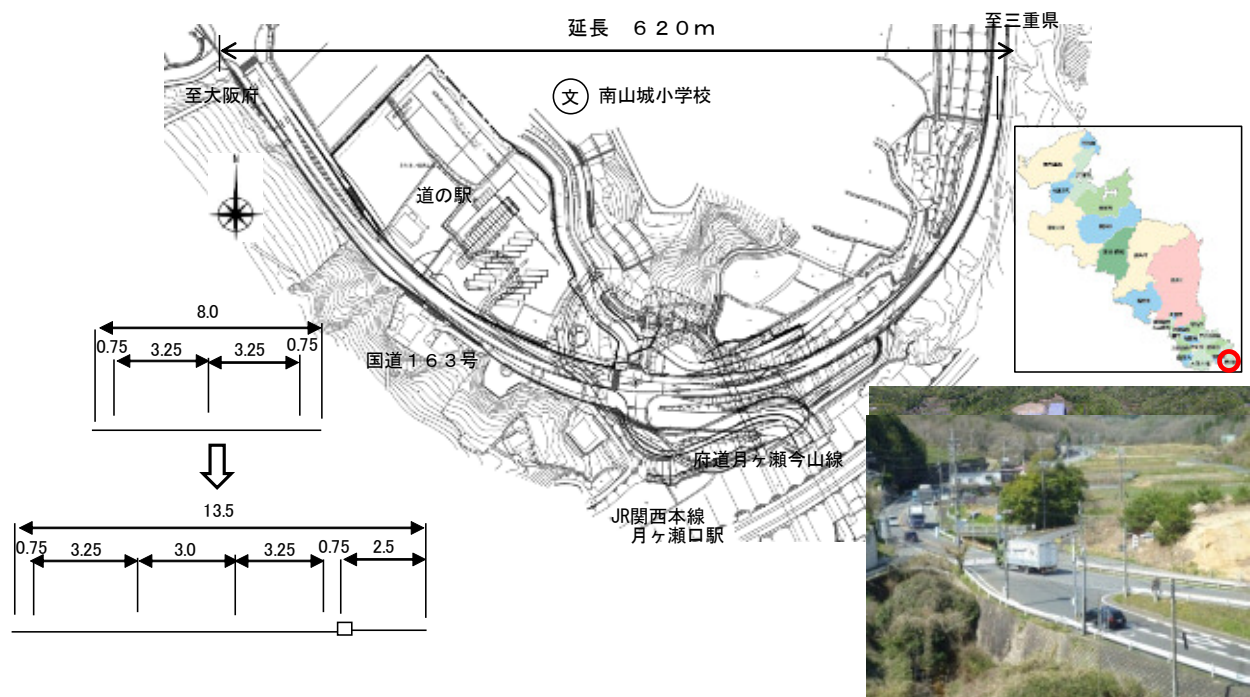 延長　６２０ｍ
至三重県
至大阪府
文
南山城小学校
N
道の駅
国道１６３号
府道月ヶ瀬今山線
JR関西本線
月ヶ瀬口駅
8.0
0.75
3.25
3.25
0.75
13.5
0.75
3.25
3.0
3.25
0.75
2.5